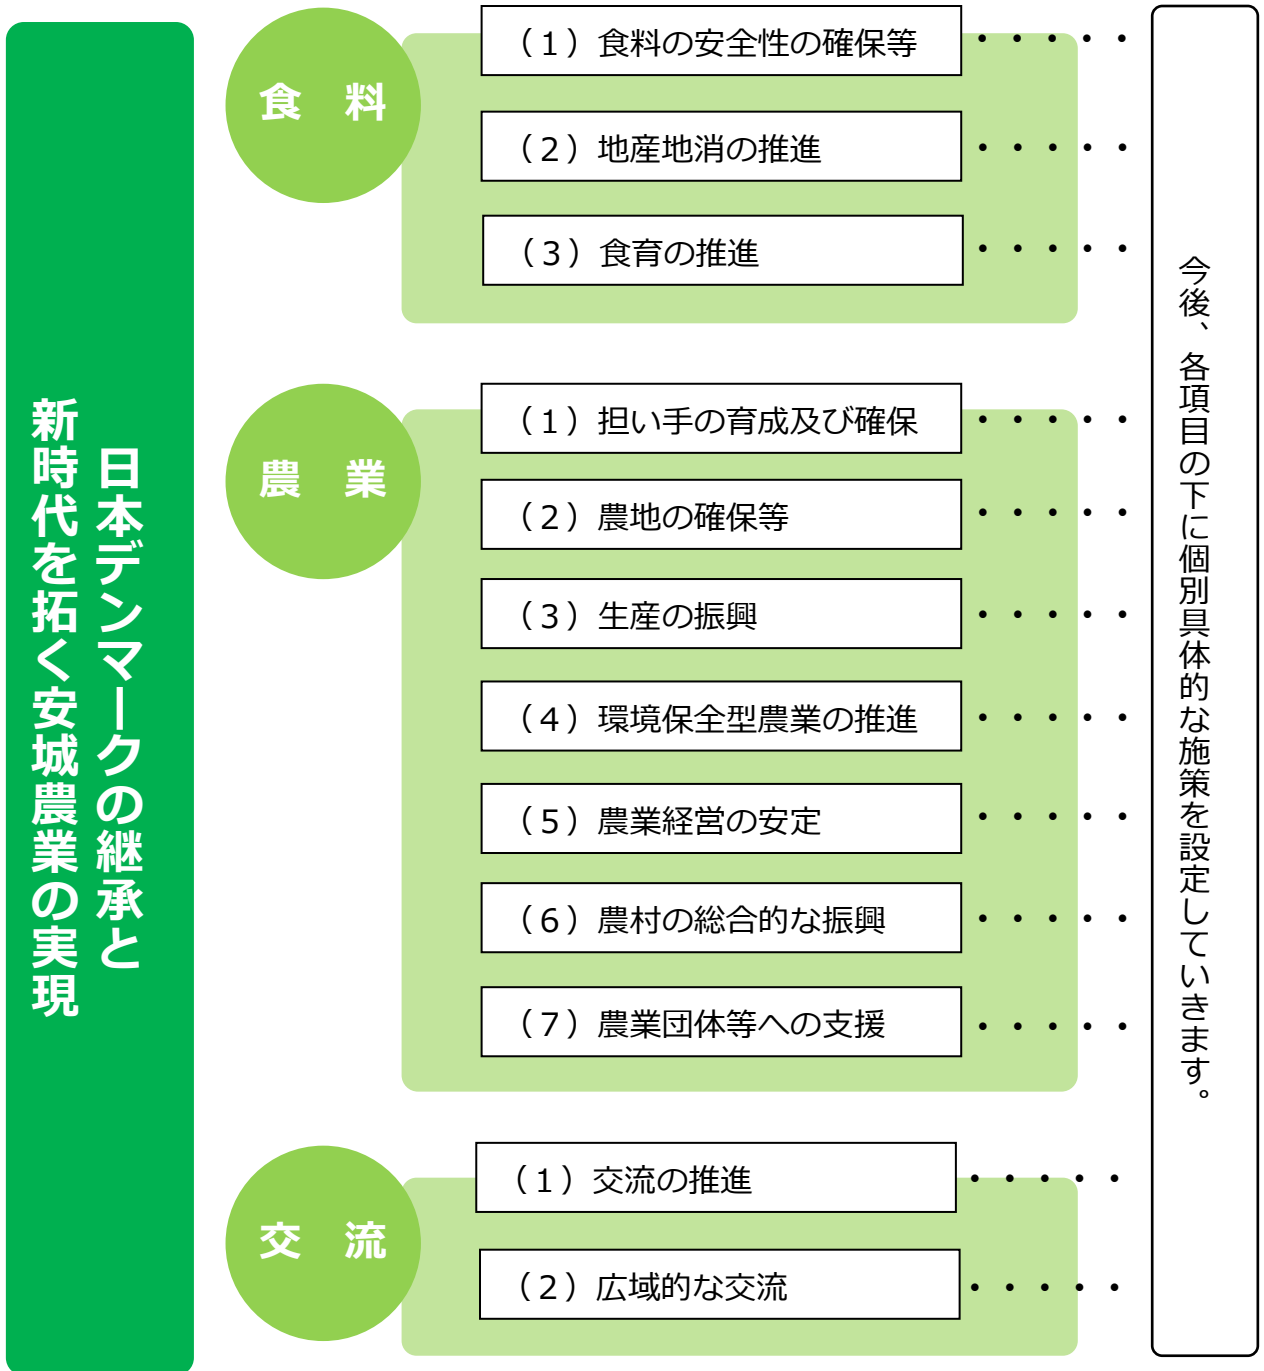 日本デンマークの継承と
新時代を拓く安城農業の実現
食　料
（１）食料の安全性の確保等 ・・・・・
（２）地産地消の推進 ・・・・・
（３）食育の推進 ・・・・・
農　業
（１）担い手の育成及び確保 ・・・・・
（２）農地の確保等 ・・・・・
（３）生産の振興 ・・・・・
（４）環境保全型農業の推進 ・・・・・
（５）農業経営の安定 ・・・・・
（６）農村の総合的な振興 ・・・・・
（７）農業団体等への支援 ・・・・・
交　流
（１）交流の推進 ・・・・・
（２）広域的な交流 ・・・・・
今後、各項目の下に個別具体的な施策を設定していきます。